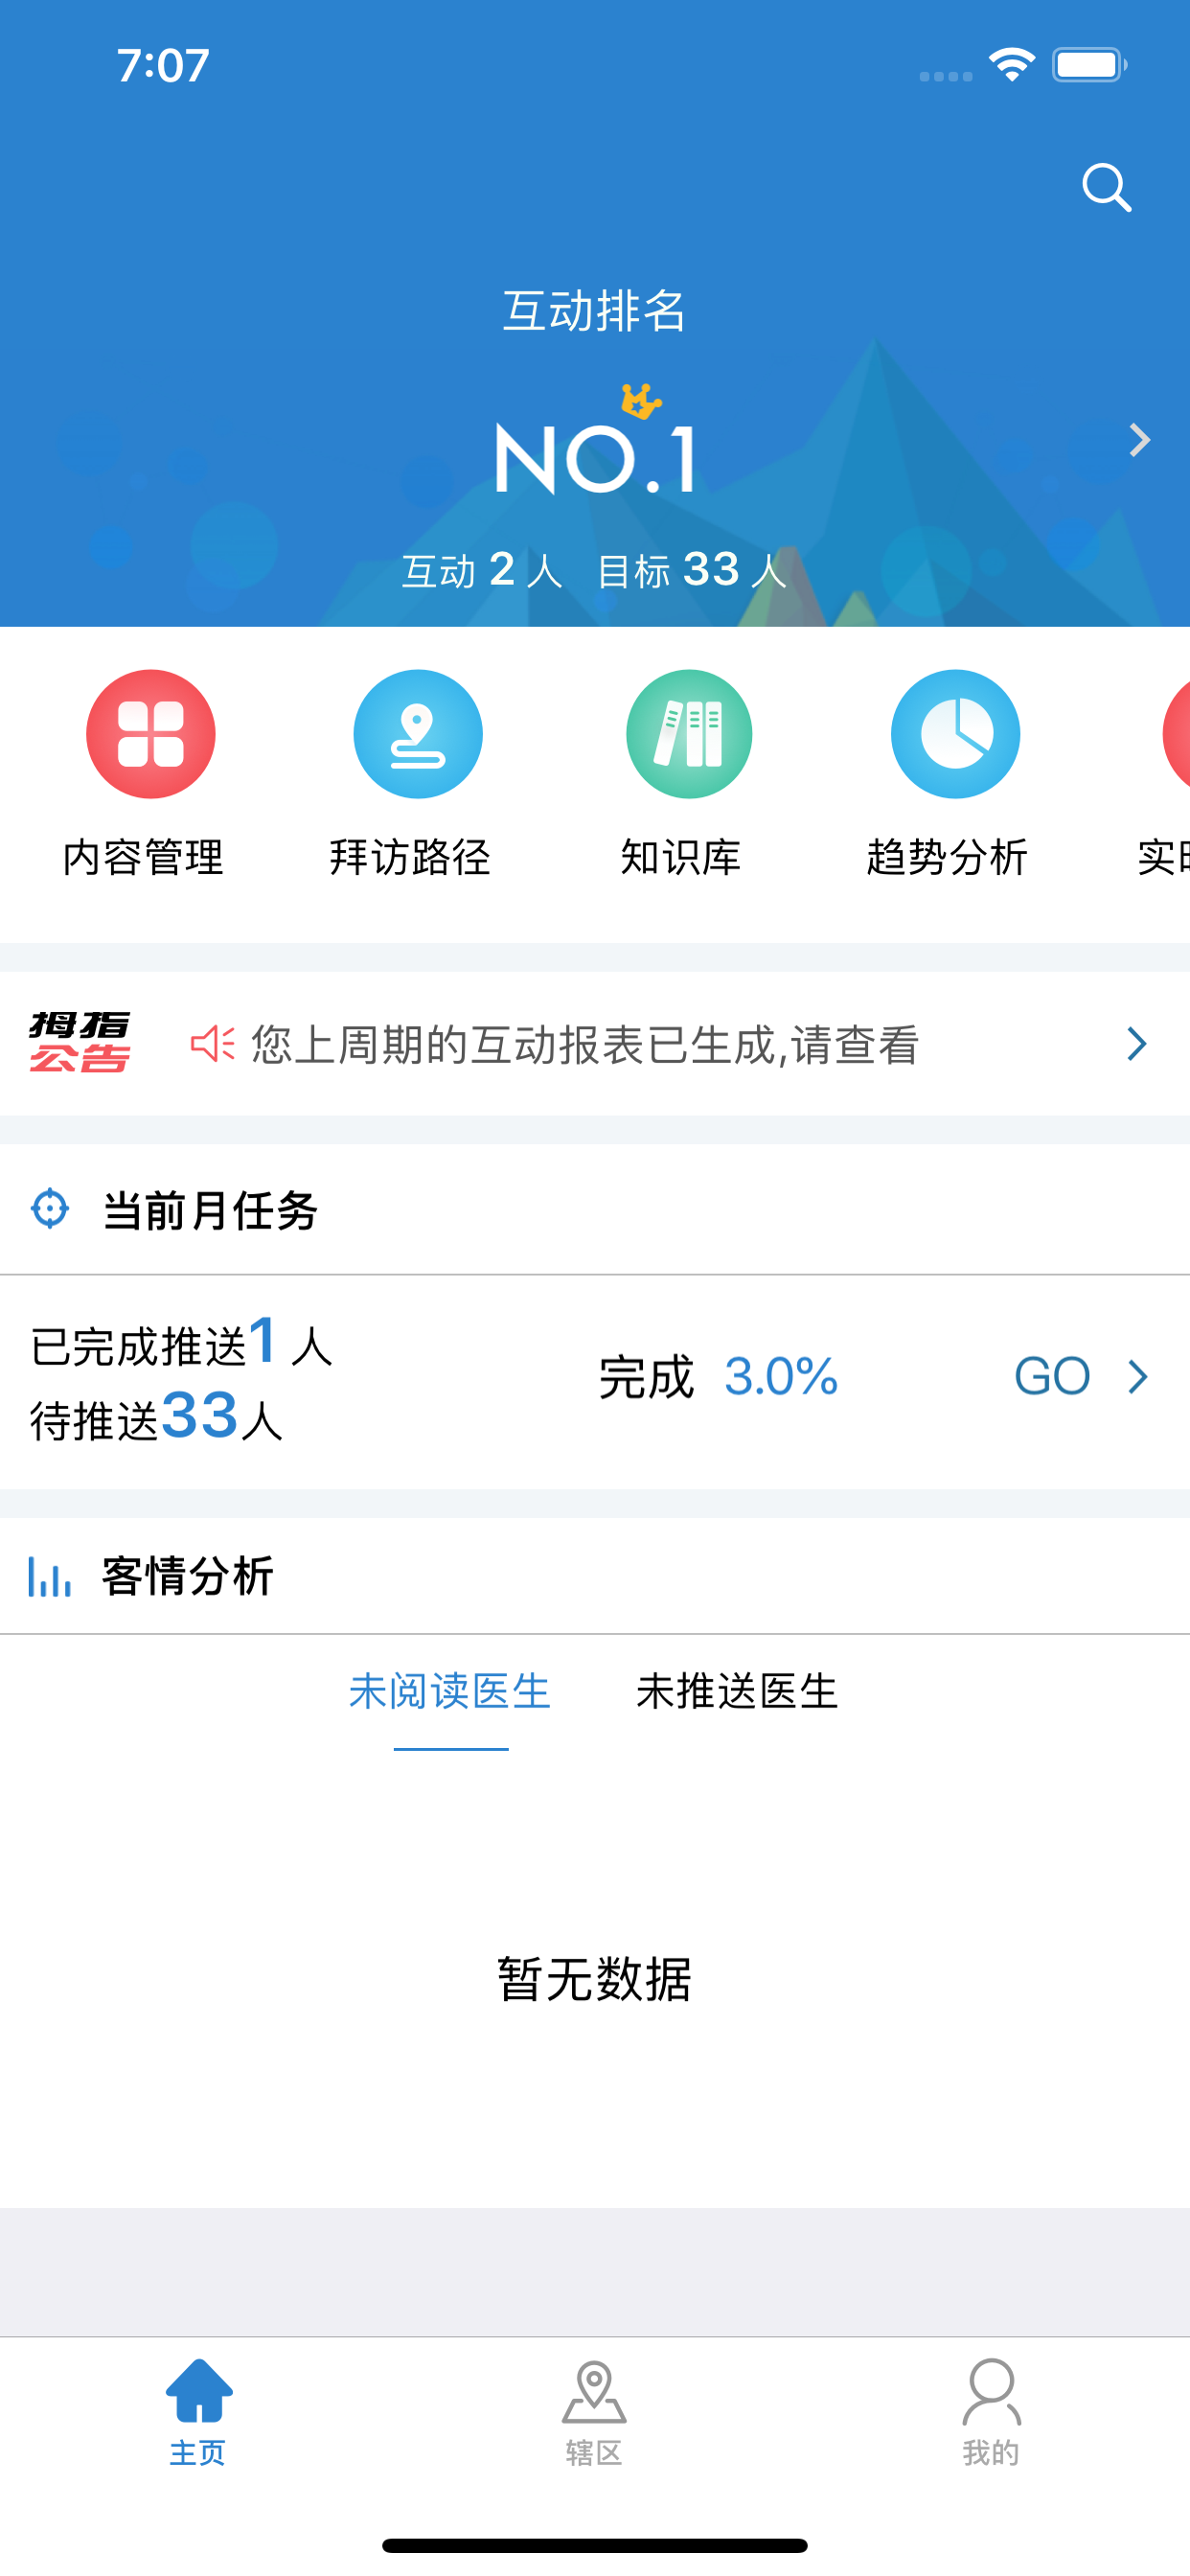 7:07
互动排名
NO.1
互动 2 人 目标 33 人
内容管理 拜访路径 知识库 趋势分析 实
拇指
公告
您上周期的互动报表已生成,请查看
当前月任务
已完成推送1 人
待推送33人
完成 3.0% GO
客情分析
未阅读医生 未推送医生
暂无数据
主页 辖区 我的